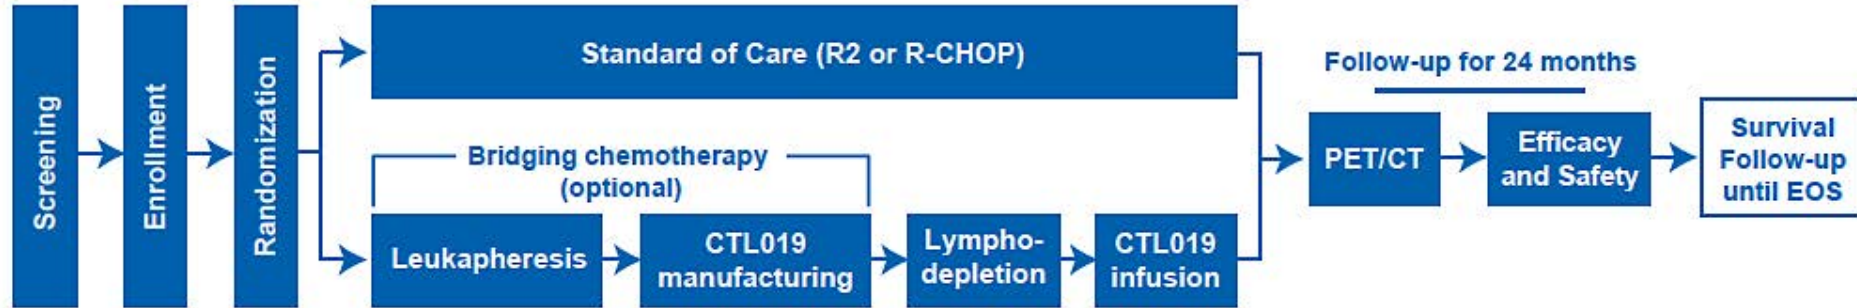 Screening
Enrollment
Randomization
Standard of Care (R2 or R-CHOP)
Bridging chemotherapy
(optional)
Leukapheresis
CTL019
manufacturing
Lympho-
depletion
CTL019
infusion
Follow-up for 24 months
PET/CT
Efficacy
and Safety
Survival
Follow-up
until EOS